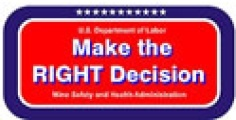 U.S. Department of Labor
Make the
RIGHT Decision
Mine Safety and Health Administration